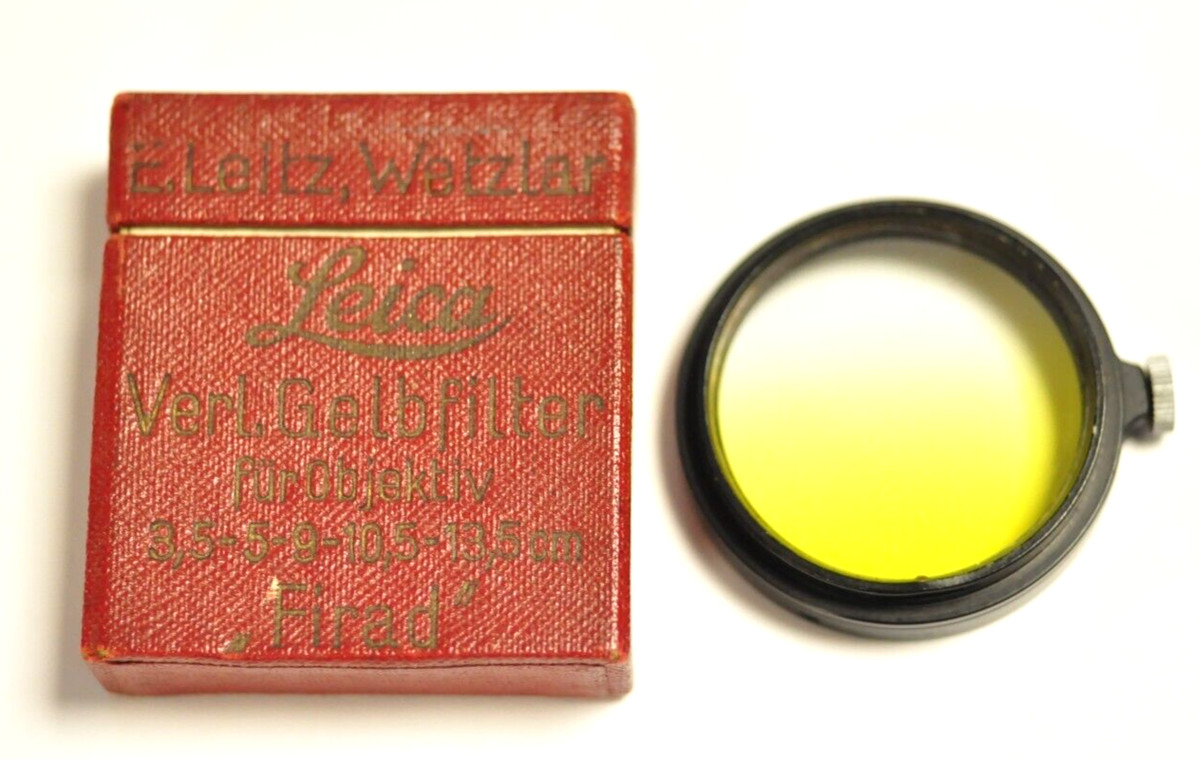 E. Leitz, Wetzlar
Leica
Verl. Gelbfilter
für Objektiv
3,5-5-9-10,5-13,5 cm
„Firad"